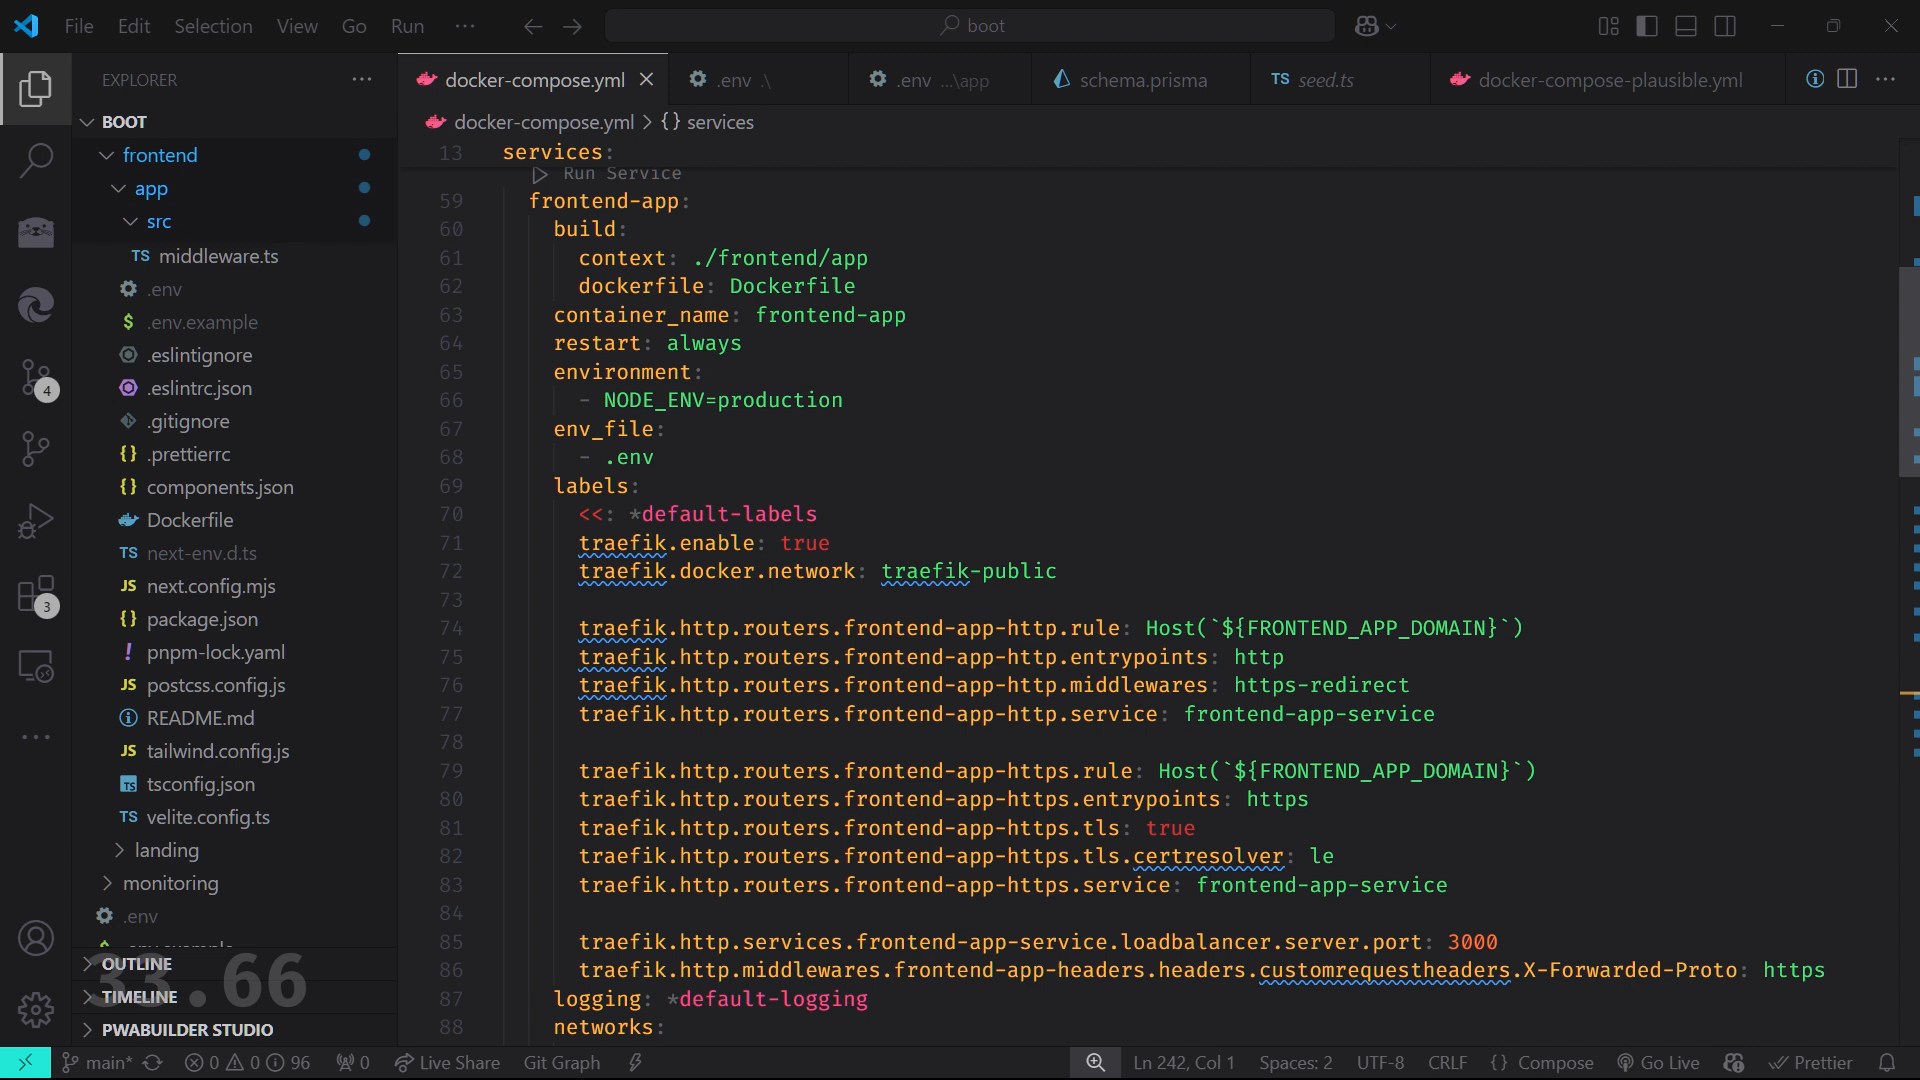 File Edit Selection View Go Run ··· boot
EXPLORER ···
BOOT
frontend
app
src
TS middleware.ts
.env
$ .env.example
.eslintignore
.eslintrc.json
.gitignore
{} .prettierrc
{} components.json
Dockerfile
TS next-env.d.ts
JS next.config.mjs
{} package.json
! pnpm-lock.yaml
JS postcss.config.js
README.md
JS tailwind.config.js
TS tsconfig.json
TS velite.config.ts
landing
monitoring
.env
OUTLINE
TIMELINE
PWABUILDER STUDIO
33.66
4
3
docker-compose.yml .env .\ .env ...\app schema.prisma TS seed.ts docker-compose-plausible.yml
docker-compose.yml > {} services
13 services:
Run Service
59 frontend-app:
60 build:
61 context: ./frontend/app
62 dockerfile: Dockerfile
63 container_name: frontend-app
64 restart: always
65 environment:
66 - NODE_ENV=production
67 env_file:
68 - .env
69 labels:
70 <<: *default-labels
71 traefik.enable: true
72 traefik.docker.network: traefik-public
73
74 traefik.http.routers.frontend-app-http.rule: Host(`${FRONTEND_APP_DOMAIN}`)
75 traefik.http.routers.frontend-app-http.entrypoints: http
76 traefik.http.routers.frontend-app-http.middlewares: https-redirect
77 traefik.http.routers.frontend-app-http.service: frontend-app-service
78
79 traefik.http.routers.frontend-app-https.rule: Host(`${FRONTEND_APP_DOMAIN}`)
80 traefik.http.routers.frontend-app-https.entrypoints: https
81 traefik.http.routers.frontend-app-https.tls: true
82 traefik.http.routers.frontend-app-https.tls.certresolver: le
83 traefik.http.routers.frontend-app-https.service: frontend-app-service
84
85 traefik.http.services.frontend-app-service.loadbalancer.server.port: 3000
86 traefik.http.middlewares.frontend-app-headers.headers.customrequestheaders.X-Forwarded-Proto: https
87 logging: *default-logging
88 networks:
main* 0 0 96 0 Live Share Git Graph Ln 242, Col 1 Spaces: 2 UTF-8 CRLF {} Compose Go Live Prettier